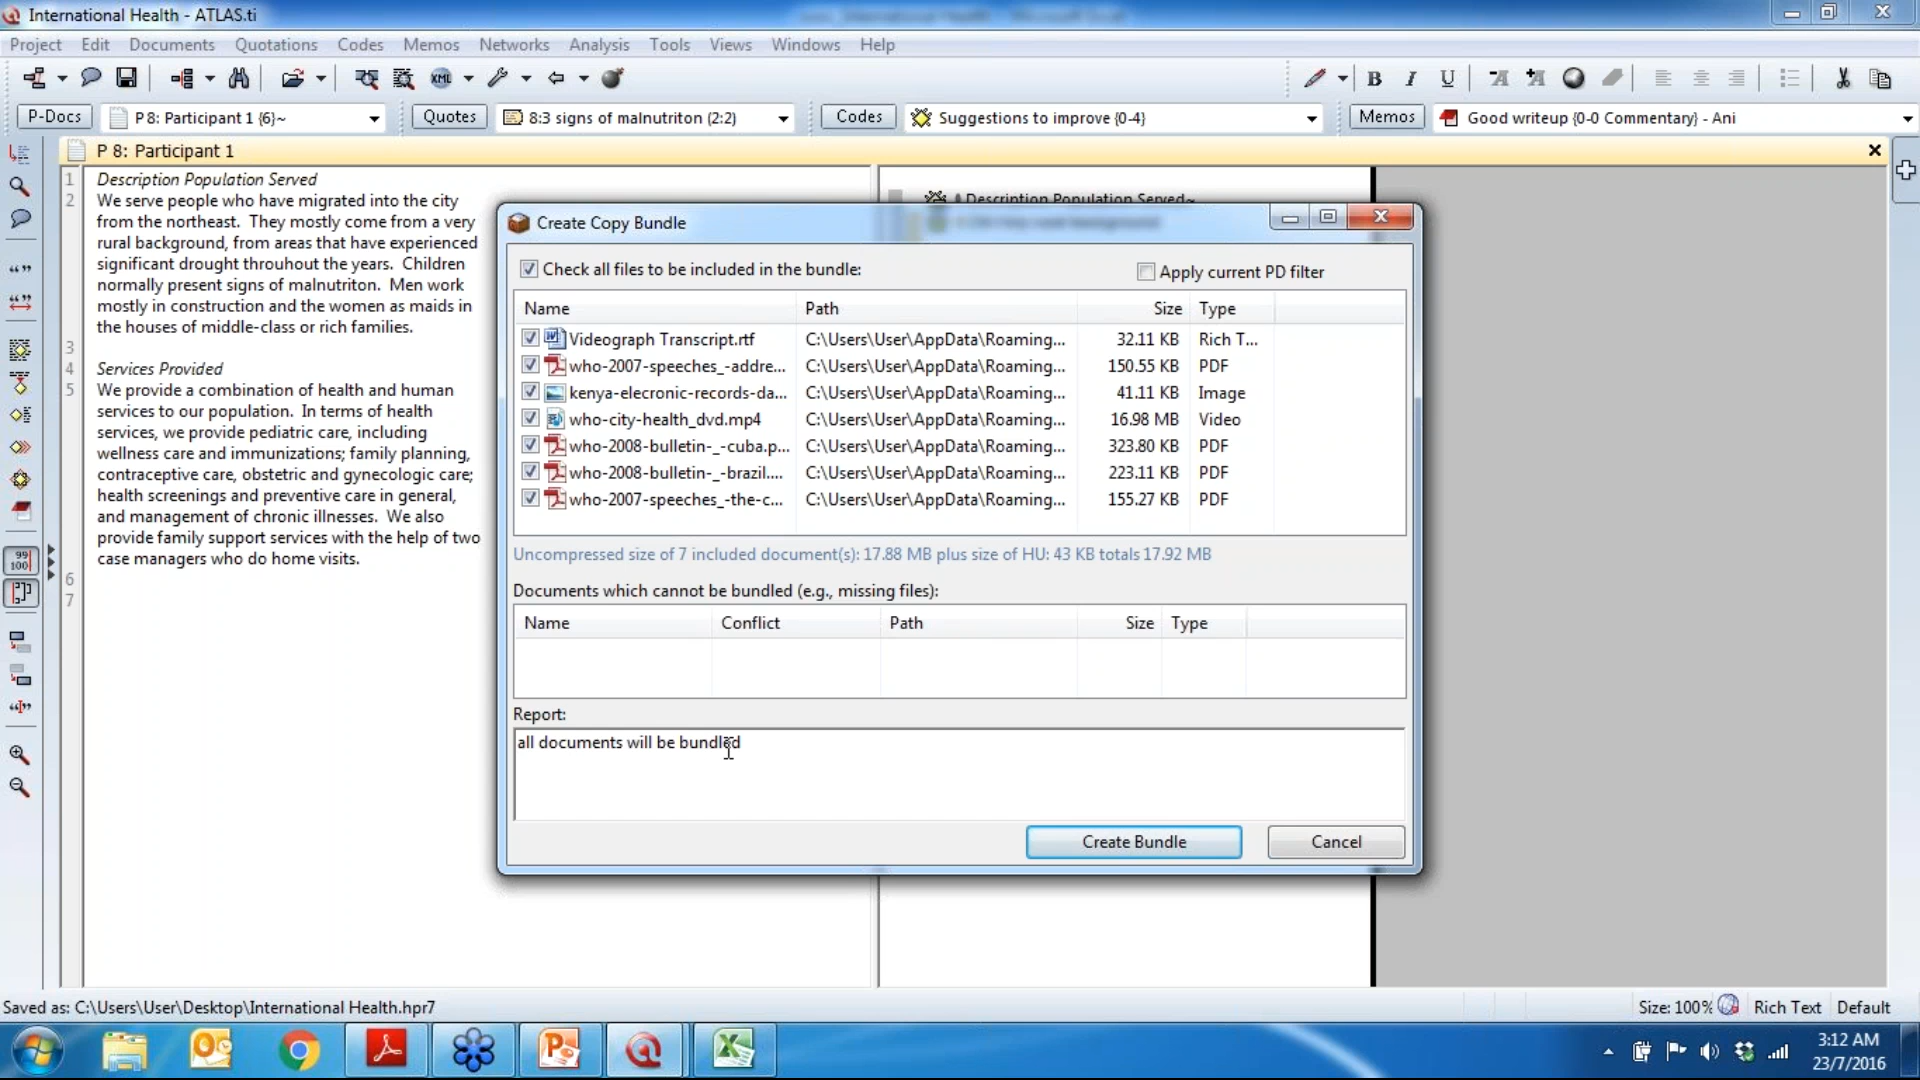 International Health - ATLAS.ti
Project Edit Documents Quotations Codes Memos Networks Analysis Tools Views Windows Help
XML B I U A A
P-Docs P 8: Participant 1 {6}~ Quotes 8:3 signs of malnutriton (2:2) Codes Suggestions to improve {0-4} Memos Good writeup {0-0 Commentary} - Ani
P 8: Participant 1
1 Description Population Served
2 We serve people who have migrated into the city
from the northeast. They mostly come from a very
rural background, from areas that have experienced
significant drought throuhout the years. Children
normally present signs of malnutriton. Men work
mostly in construction and the women as maids in
the houses of middle-class or rich families.
3
4 Services Provided
5 We provide a combination of health and human
services to our population. In terms of health
services, we provide pediatric care, including
wellness care and immunizations; family planning,
contraceptive care, obstetric and gynecologic care;
health screenings and preventive care in general,
and management of chronic illnesses. We also
provide family support services with the help of two
case managers who do home visits.
6
7
99
100
Description Population Served~
Create Copy Bundle
Check all files to be included in the bundle: Apply current PD filter
Name Path Size Type
Videograph Transcript.rtf C:\Users\User\AppData\Roaming... 32.11 KB Rich T...
who-2007-speeches_-addre... C:\Users\User\AppData\Roaming... 150.55 KB PDF
kenya-elecronic-records-da... C:\Users\User\AppData\Roaming... 41.11 KB Image
who-city-health_dvd.mp4 C:\Users\User\AppData\Roaming... 16.98 MB Video
who-2008-bulletin-_-cuba.p... C:\Users\User\AppData\Roaming... 323.80 KB PDF
who-2008-bulletin-_-brazil.... C:\Users\User\AppData\Roaming... 223.11 KB PDF
who-2007-speeches_-the-c... C:\Users\User\AppData\Roaming... 155.27 KB PDF
Uncompressed size of 7 included document(s): 17.88 MB plus size of HU: 43 KB totals 17.92 MB
Documents which cannot be bundled (e.g., missing files):
Name Conflict Path Size Type
Report:
all documents will be bundled
Create Bundle Cancel
Saved as: C:\Users\User\Desktop\International Health.hpr7 Size: 100% Rich Text Default
3:12 AM
23/7/2016